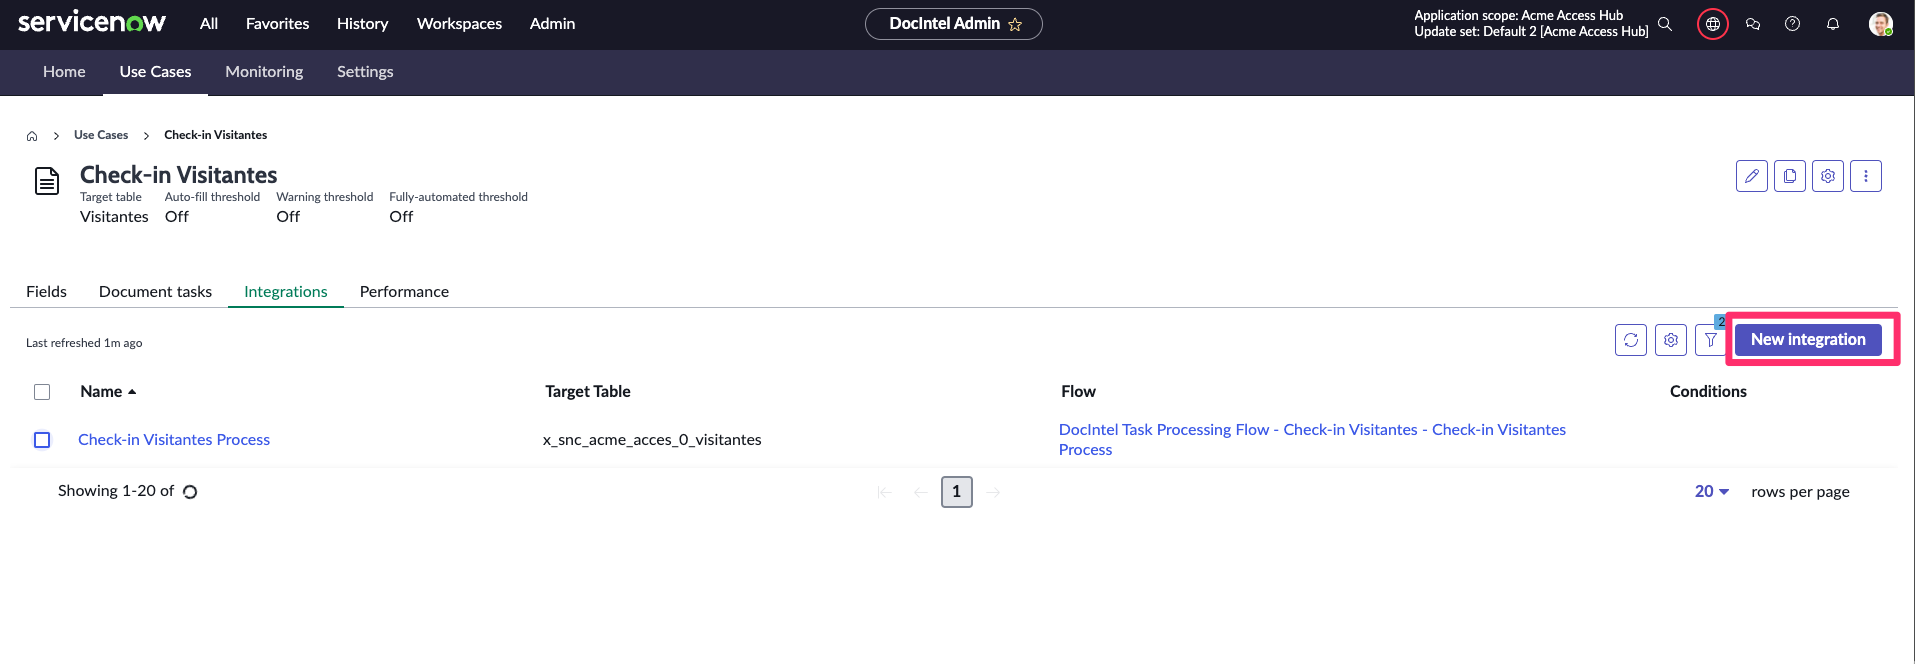 servicenow
All Favorites History Workspaces Admin
DocIntel Admin
Application scope: Acme Access Hub
Update set: Default 2 [Acme Access Hub]
Home Use Cases Monitoring Settings
Use Cases Check-in Visitantes
Check-in Visitantes
Target table Auto-fill threshold Warning threshold Fully-automated threshold
Visitantes Off Off Off
Fields Document tasks Integrations Performance
Last refreshed 1m ago
2
New integration
Name Target Table Flow Conditions
Check-in Visitantes Process x_snc_acme_acces_0_visitantes DocIntel Task Processing Flow - Check-in Visitantes - Check-in Visitantes
Process
Showing 1-20 of 1 20 rows per page